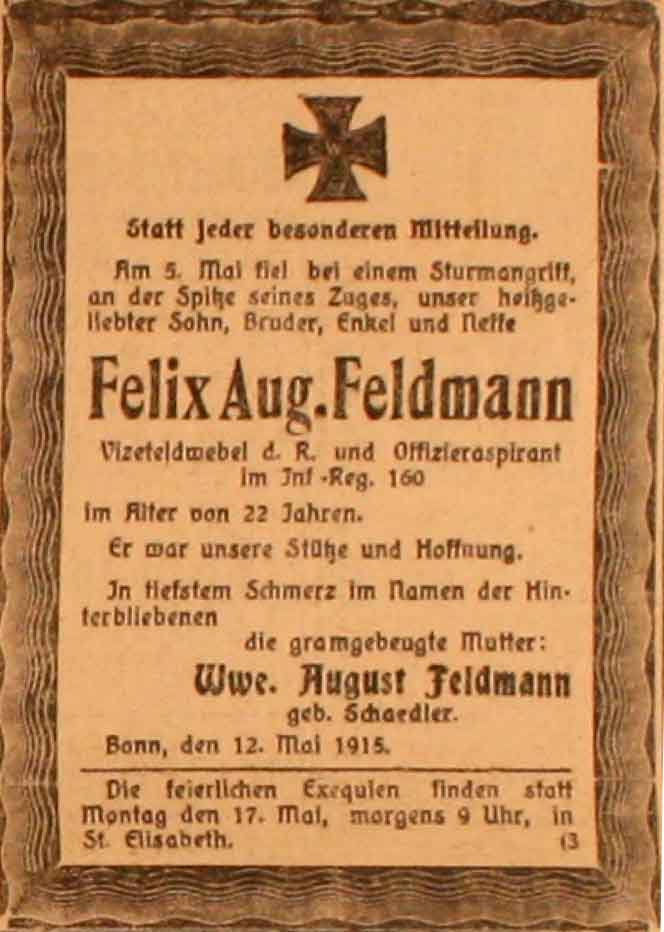 Statt jeder besonderen Mitteilung.
Am 5. Mai fiel bei einem Sturmangriff,
an der Spitze seines Zuges, unser heißge-
liebter Sohn, Bruder, Enkel und Neffe
Felix Aug. Feldmann
Vizefeldwebel d. R. und Offizieraspirant
im Inf.-Reg. 160
im Alter von 22 Jahren.
Er war unsere Stütze und Hoffnung.
In tiefstem Schmerz im Namen der Hin-
terbliebenen
die gramgebeugte Mutter:
Wwe. August Feldmann
geb. Schaedler.
Bonn, den 12. Mai 1915.
Die feierlichen Exequien finden statt
Montag den 17. Mai, morgens 9 Uhr, in
St. Elisabeth. (3